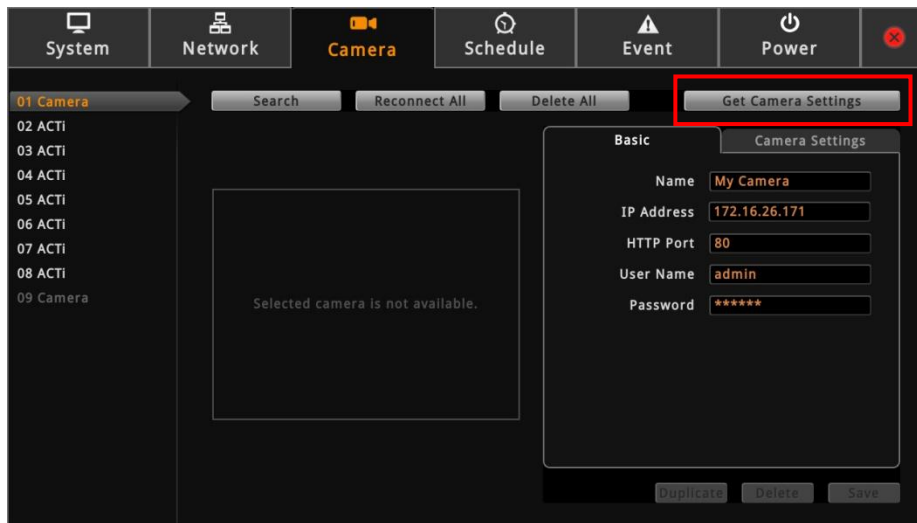 System Network Camera Schedule Event Power
01 Camera
02 ACTi
03 ACTi
04 ACTi
05 ACTi
06 ACTi
07 ACTi
08 ACTi
09 Camera
Search Reconnect All Delete All Get Camera Settings
Selected camera is not available.
Basic Camera Settings
Name My Camera
IP Address 172.16.26.171
HTTP Port 80
User Name admin
Password ******
Duplicate Delete Save